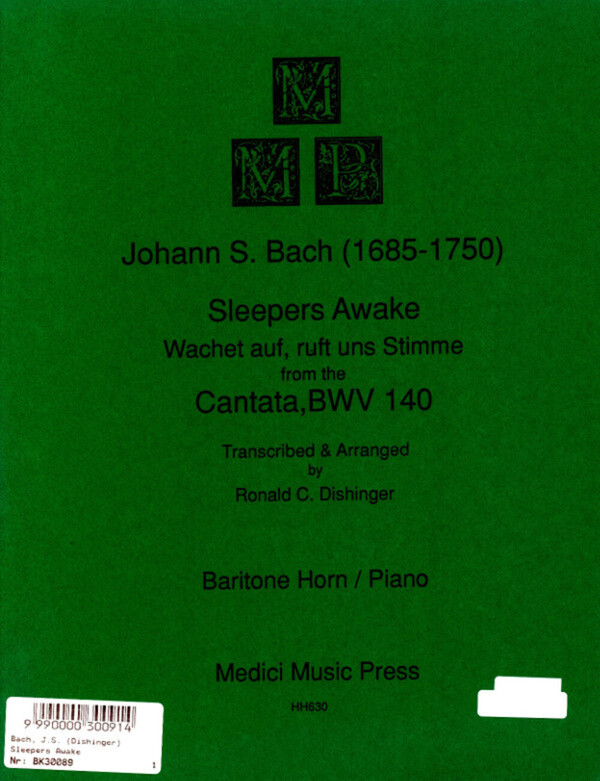 M
M P
Johann S. Bach (1685-1750)
Sleepers Awake
Wachet auf, ruft uns Stimme
from the
Cantata,BWV 140
Transcribed & Arranged
by
Ronald C. Dishinger
Baritone Horn / Piano
Medici Music Press
HH630
9 990000 300914
Bach, J.S. (Dishinger)
Sleepers Awake
Nr: BK30089 1